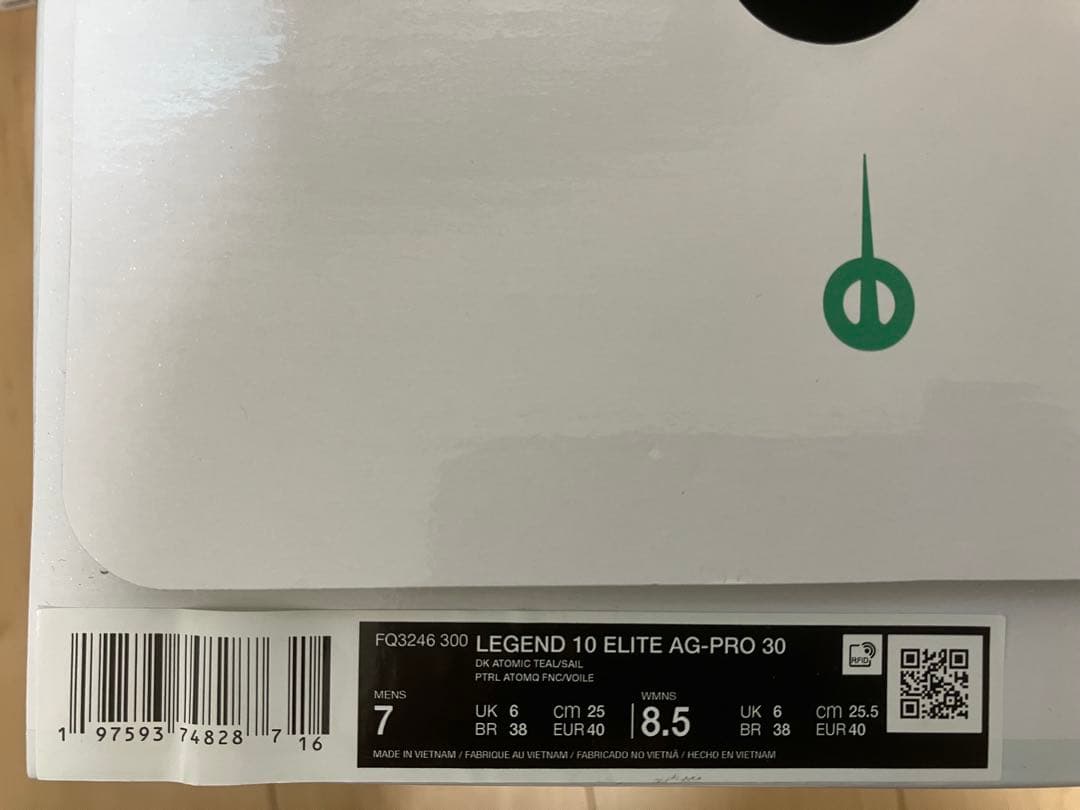 FQ3246 300 LEGEND 10 ELITE AG-PRO 30
DK ATOMIC TEAL/SAIL
PTRL ATOMQ FNC/VOILE
RFID
MENS
7
UK 6 cm 25
BR 38 EUR 40
WMNS
8.5
UK 6 cm 25.5
BR 38 EUR 40
MADE IN VIETNAM / FABRIQUE AU VIETNAM / FABRICADO NO VIETNÃ / HECHO EN VIETNAM
1 97593 74828 7 16